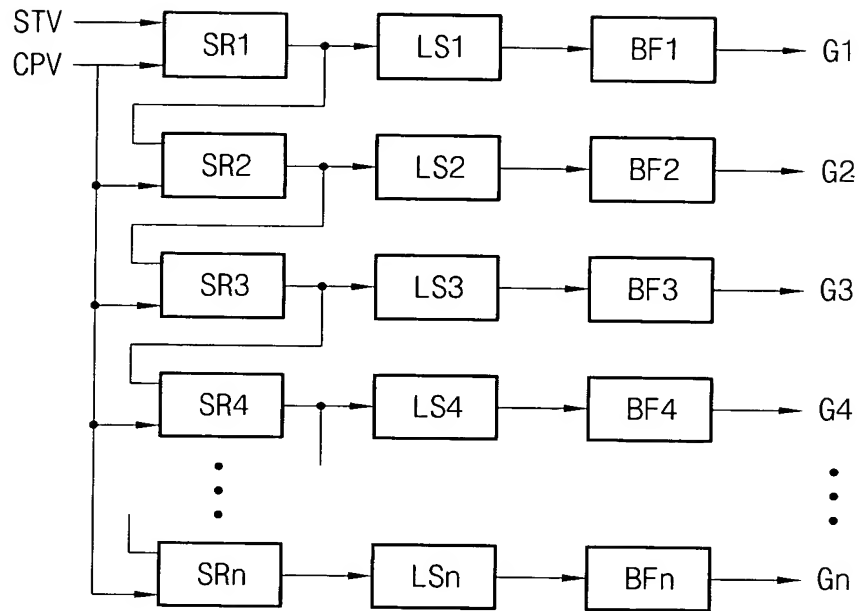 STV
CPV
SR1 LS1 BF1 G1
SR2 LS2 BF2 G2
SR3 LS3 BF3 G3
SR4 LS4 BF4 G4
SRn LSn BFn Gn